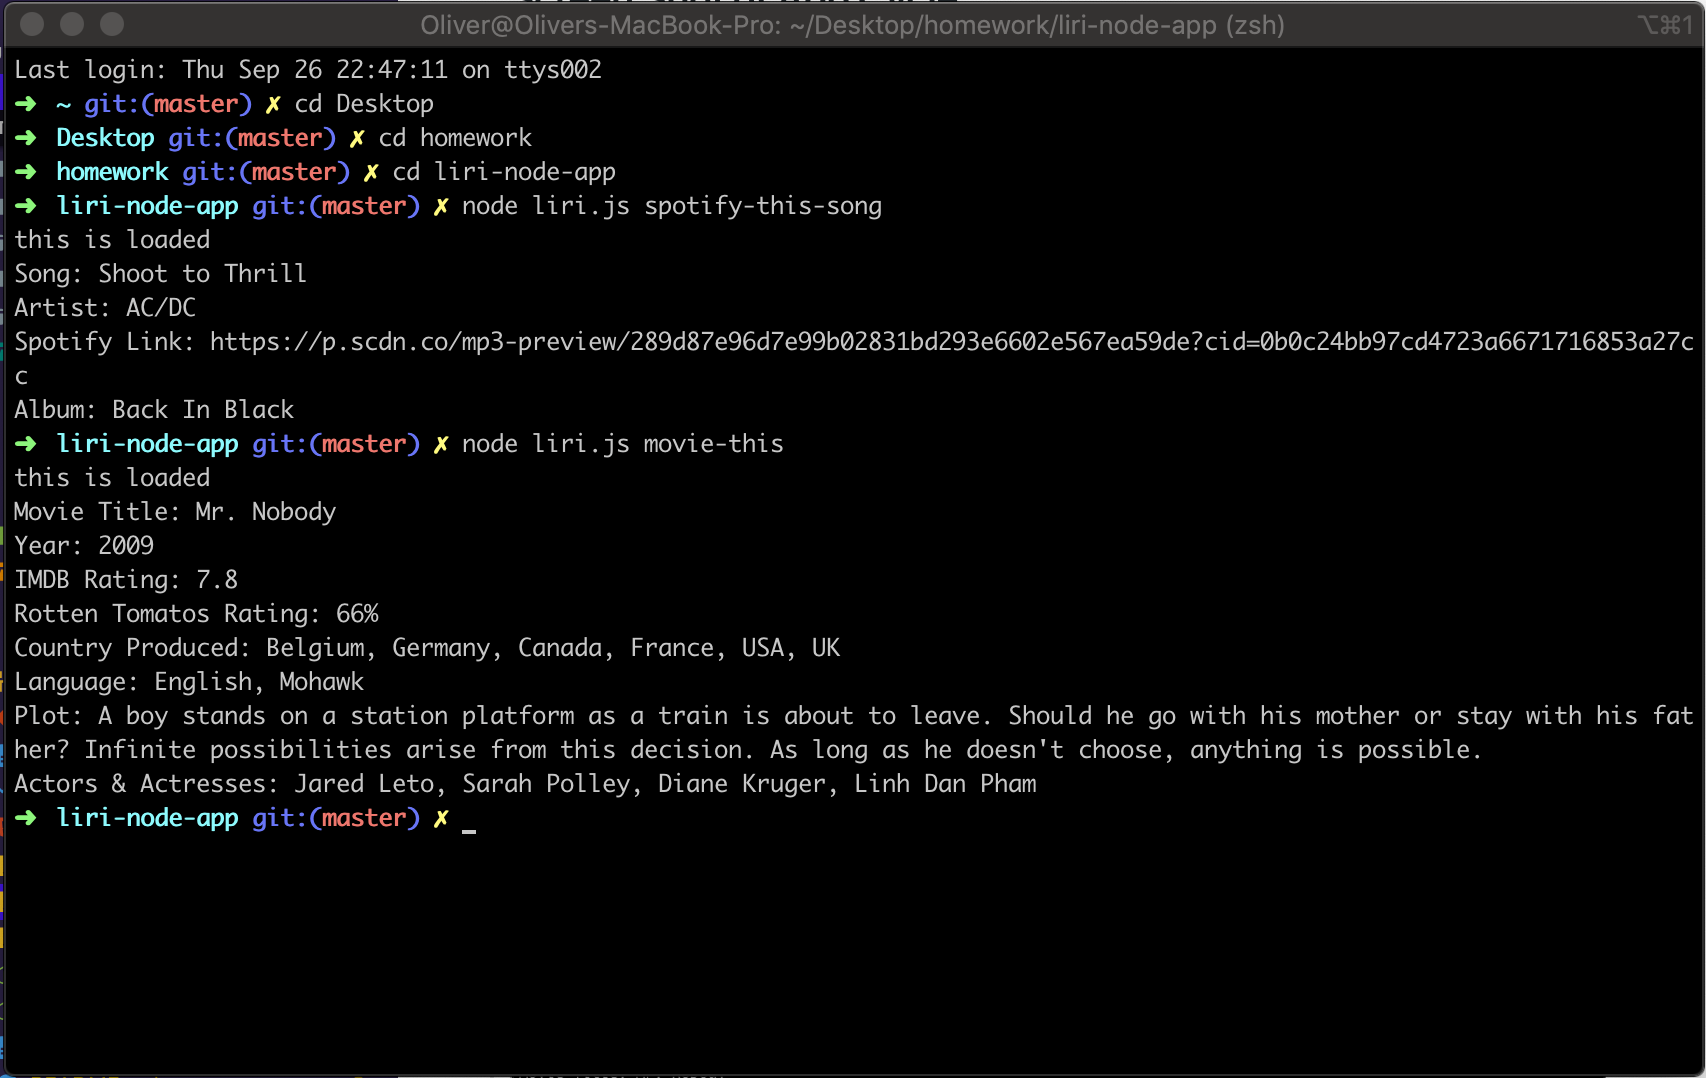 Oliver@Olivers-MacBook-Pro: ~/Desktop/homework/liri-node-app (zsh)
⌥⌘1
Last login: Thu Sep 26 22:47:11 on ttys002
➜ ~ git:(master) ✗ cd Desktop
➜ Desktop git:(master) ✗ cd homework
➜ homework git:(master) ✗ cd liri-node-app
➜ liri-node-app git:(master) ✗ node liri.js spotify-this-song
this is loaded
Song: Shoot to Thrill
Artist: AC/DC
Spotify Link: https://p.scdn.co/mp3-preview/289d87e96d7e99b02831bd293e6602e567ea59de?cid=0b0c24bb97cd4723a6671716853a27c
c
Album: Back In Black
➜ liri-node-app git:(master) ✗ node liri.js movie-this
this is loaded
Movie Title: Mr. Nobody
Year: 2009
IMDB Rating: 7.8
Rotten Tomatos Rating: 66%
Country Produced: Belgium, Germany, Canada, France, USA, UK
Language: English, Mohawk
Plot: A boy stands on a station platform as a train is about to leave. Should he go with his mother or stay with his fat
her? Infinite possibilities arise from this decision. As long as he doesn't choose, anything is possible.
Actors & Actresses: Jared Leto, Sarah Polley, Diane Kruger, Linh Dan Pham
➜ liri-node-app git:(master) ✗ _